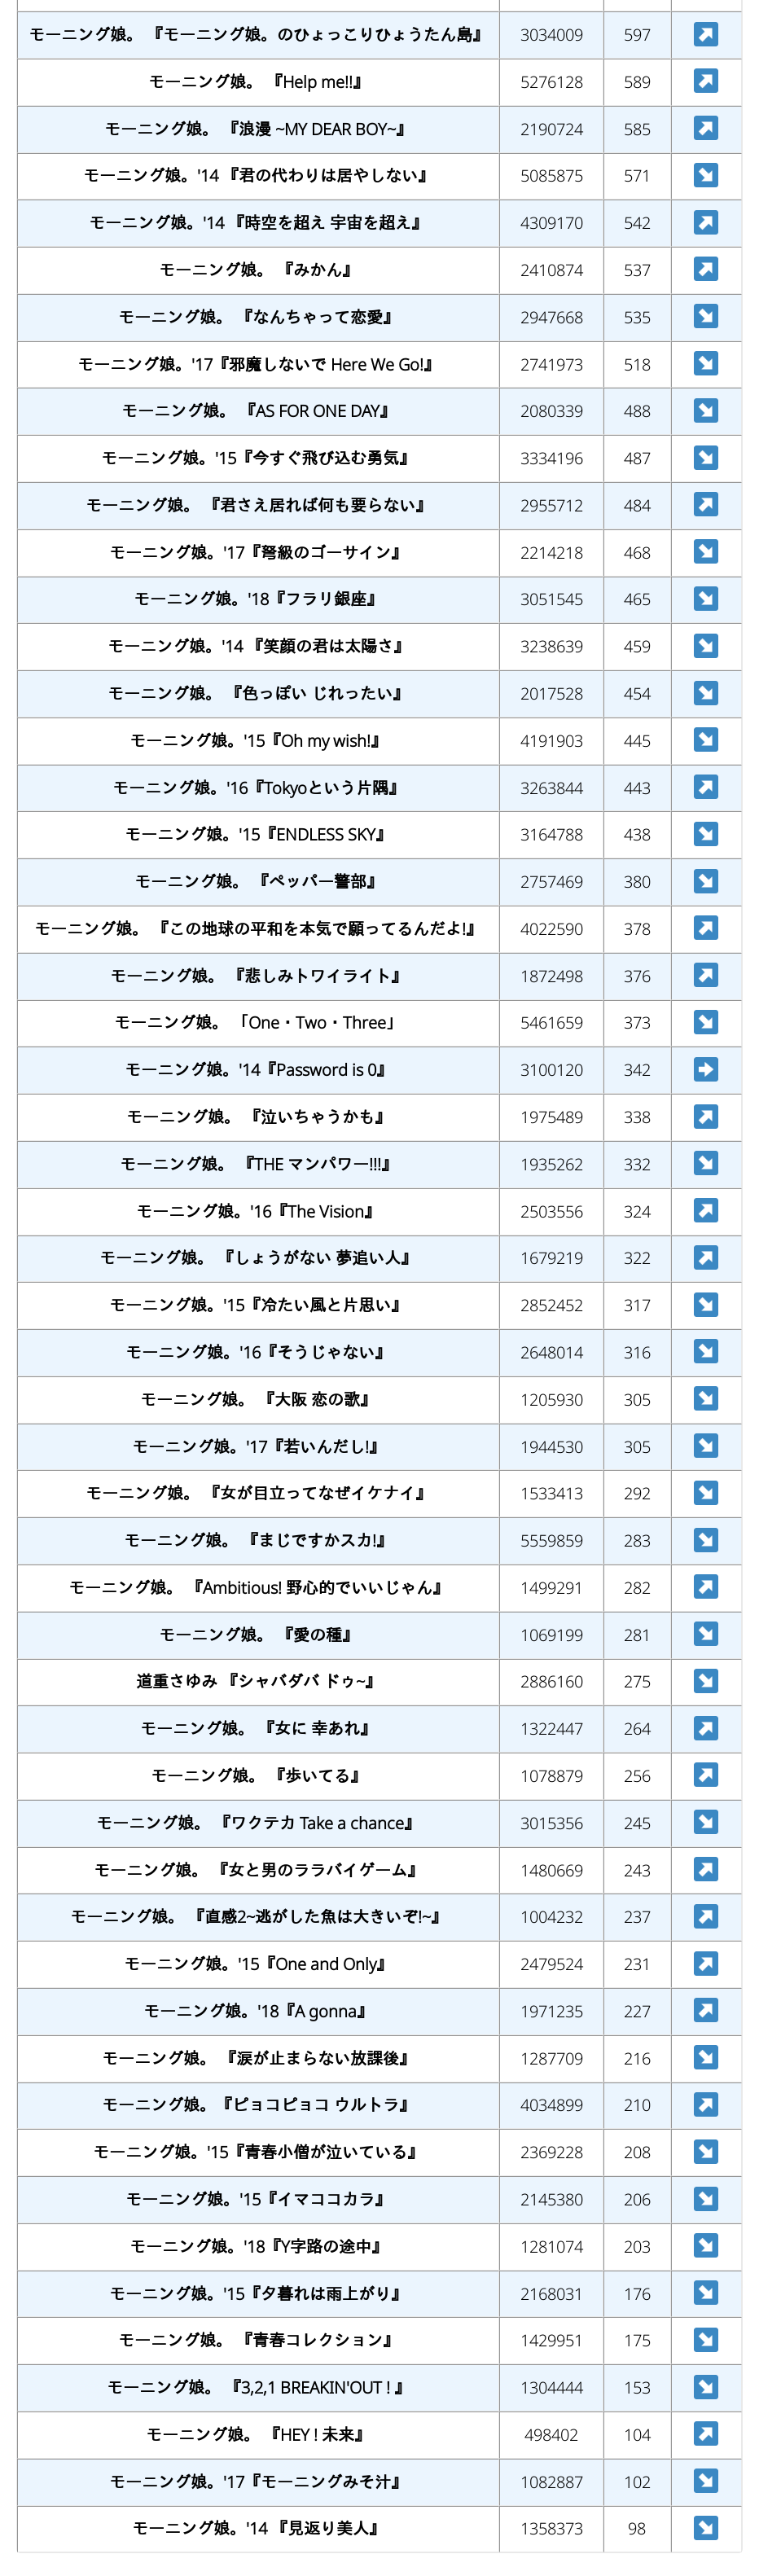 モーニング娘。 『モーニング娘。のひょっこりひょうたん島』 3034009 597 ↗
モーニング娘。 『Help me!!』 5276128 589 ↗
モーニング娘。 『浪漫 ~MY DEAR BOY~』 2190724 585 ↗
モーニング娘。'14 『君の代わりは居やしない』 5085875 571 ↘
モーニング娘。'14 『時空を超え 宇宙を超え』 4309170 542 ↗
モーニング娘。 『みかん』 2410874 537 ↗
モーニング娘。 『なんちゃって恋愛』 2947668 535 ↘
モーニング娘。'17『邪魔しないで Here We Go!』 2741973 518 ↘
モーニング娘。 『AS FOR ONE DAY』 2080339 488 ↘
モーニング娘。'15『今すぐ飛び込む勇気』 3334196 487 ↘
モーニング娘。 『君さえ居れば何も要らない』 2955712 484 ↗
モーニング娘。'17『弩級のゴーサイン』 2214218 468 ↘
モーニング娘。'18『フラリ銀座』 3051545 465 ↘
モーニング娘。'14 『笑顔の君は太陽さ』 3238639 459 ↘
モーニング娘。 『色っぽい じれったい』 2017528 454 ↘
モーニング娘。'15『Oh my wish!』 4191903 445 ↘
モーニング娘。'16『Tokyoという片隅』 3263844 443 ↗
モーニング娘。'15『ENDLESS SKY』 3164788 438 ↘
モーニング娘。 『ペッパー警部』 2757469 380 ↘
モーニング娘。 『この地球の平和を本気で願ってるんだよ!』 4022590 378 ↗
モーニング娘。 『悲しみトワイライト』 1872498 376 ↗
モーニング娘。 「One・Two・Three」 5461659 373 ↘
モーニング娘。'14『Password is 0』 3100120 342 ➡
モーニング娘。 『泣いちゃうかも』 1975489 338 ↗
モーニング娘。 『THE マンパワー!!!』 1935262 332 ↘
モーニング娘。'16『The Vision』 2503556 324 ↗
モーニング娘。 『しょうがない 夢追い人』 1679219 322 ↗
モーニング娘。'15『冷たい風と片思い』 2852452 317 ↘
モーニング娘。'16『そうじゃない』 2648014 316 ↘
モーニング娘。 『大阪 恋の歌』 1205930 305 ↘
モーニング娘。'17『若いんだし!』 1944530 305 ↘
モーニング娘。 『女が目立ってなぜイケナイ』 1533413 292 ↘
モーニング娘。 『まじですかスカ!』 5559859 283 ↘
モーニング娘。 『Ambitious! 野心的でいいじゃん』 1499291 282 ↗
モーニング娘。 『愛の種』 1069199 281 ↘
道重さゆみ 『シャバダバ ドゥ~』 2886160 275 ↘
モーニング娘。 『女に 幸あれ』 1322447 264 ↗
モーニング娘。 『歩いてる』 1078879 256 ↗
モーニング娘。 『ワクテカ Take a chance』 3015356 245 ↘
モーニング娘。 『女と男のララバイゲーム』 1480669 243 ↗
モーニング娘。 『直感2~逃がした魚は大きいぞ!~』 1004232 237 ↗
モーニング娘。'15『One and Only』 2479524 231 ↗
モーニング娘。'18『A gonna』 1971235 227 ↗
モーニング娘。 『涙が止まらない放課後』 1287709 216 ↘
モーニング娘。『ピョコピョコ ウルトラ』 4034899 210 ↗
モーニング娘。'15『青春小僧が泣いている』 2369228 208 ↘
モーニング娘。'15『イマココカラ』 2145380 206 ↘
モーニング娘。'18『Y字路の途中』 1281074 203 ↘
モーニング娘。'15『夕暮れは雨上がり』 2168031 176 ↘
モーニング娘。 『青春コレクション』 1429951 175 ↘
モーニング娘。 『3,2,1 BREAKIN'OUT ! 』 1304444 153 ↘
モーニング娘。 『HEY ! 未来』 498402 104 ↗
モーニング娘。'17『モーニングみそ汁』 1082887 102 ↘
モーニング娘。'14 『見返り美人』 1358373 98 ↘